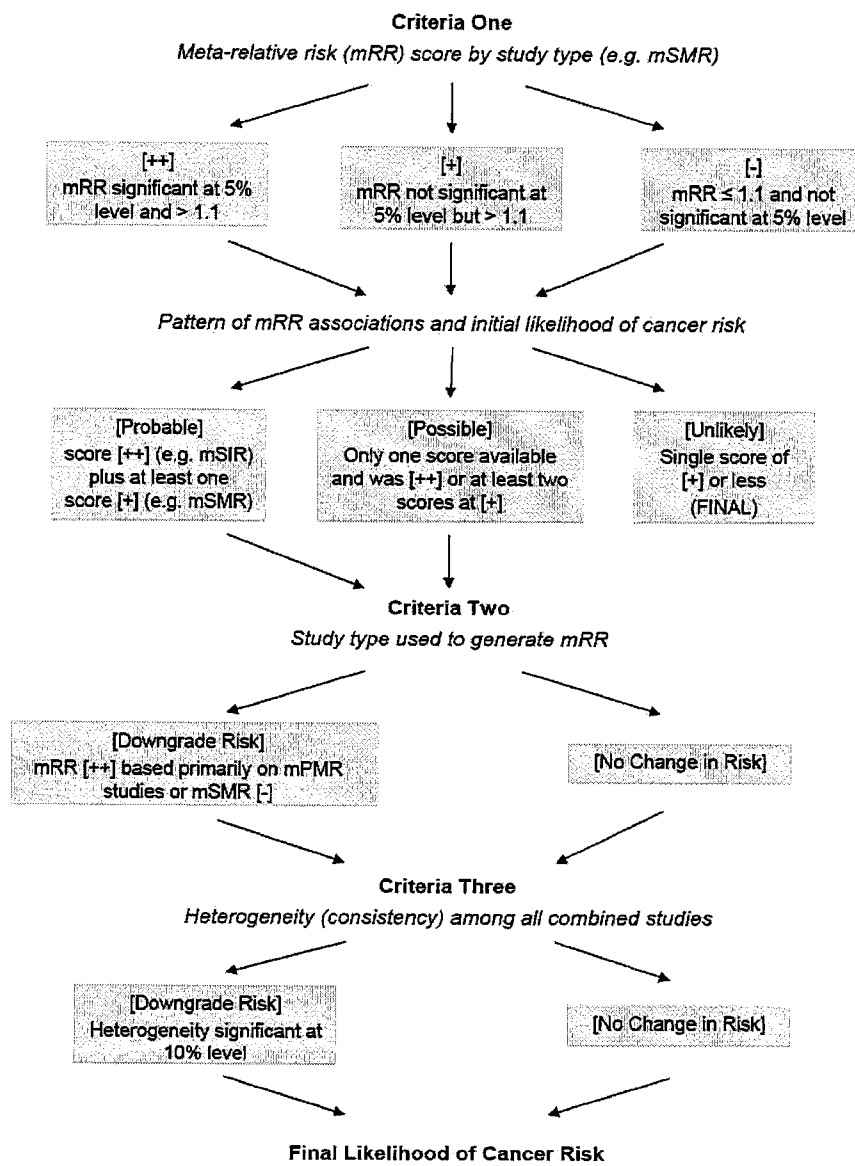 Criteria One
Meta-relative risk (mRR) score by study type (e.g. mSMR)
[++]
mRR significant at 5%
level and > 1.1
[+]
mRR not significant at
5% level but > 1.1
[-]
mRR ≤ 1.1 and not
significant at 5% level
Pattern of mRR associations and initial likelihood of cancer risk
[Probable]
score [++] (e.g. mSIR)
plus at least one
score [+] (e.g. mSMR)
[Possible]
Only one score available
and was [++] or at least two
scores at [+]
[Unlikely]
Single score of
[+] or less
(FINAL)
Criteria Two
Study type used to generate mRR
[Downgrade Risk]
mRR [++] based primarily on mPMR
studies or mSMR [-]
[No Change in Risk]
Criteria Three
Heterogeneity (consistency) among all combined studies
[Downgrade Risk]
Heterogeneity significant at
10% level
[No Change in Risk]
Final Likelihood of Cancer Risk